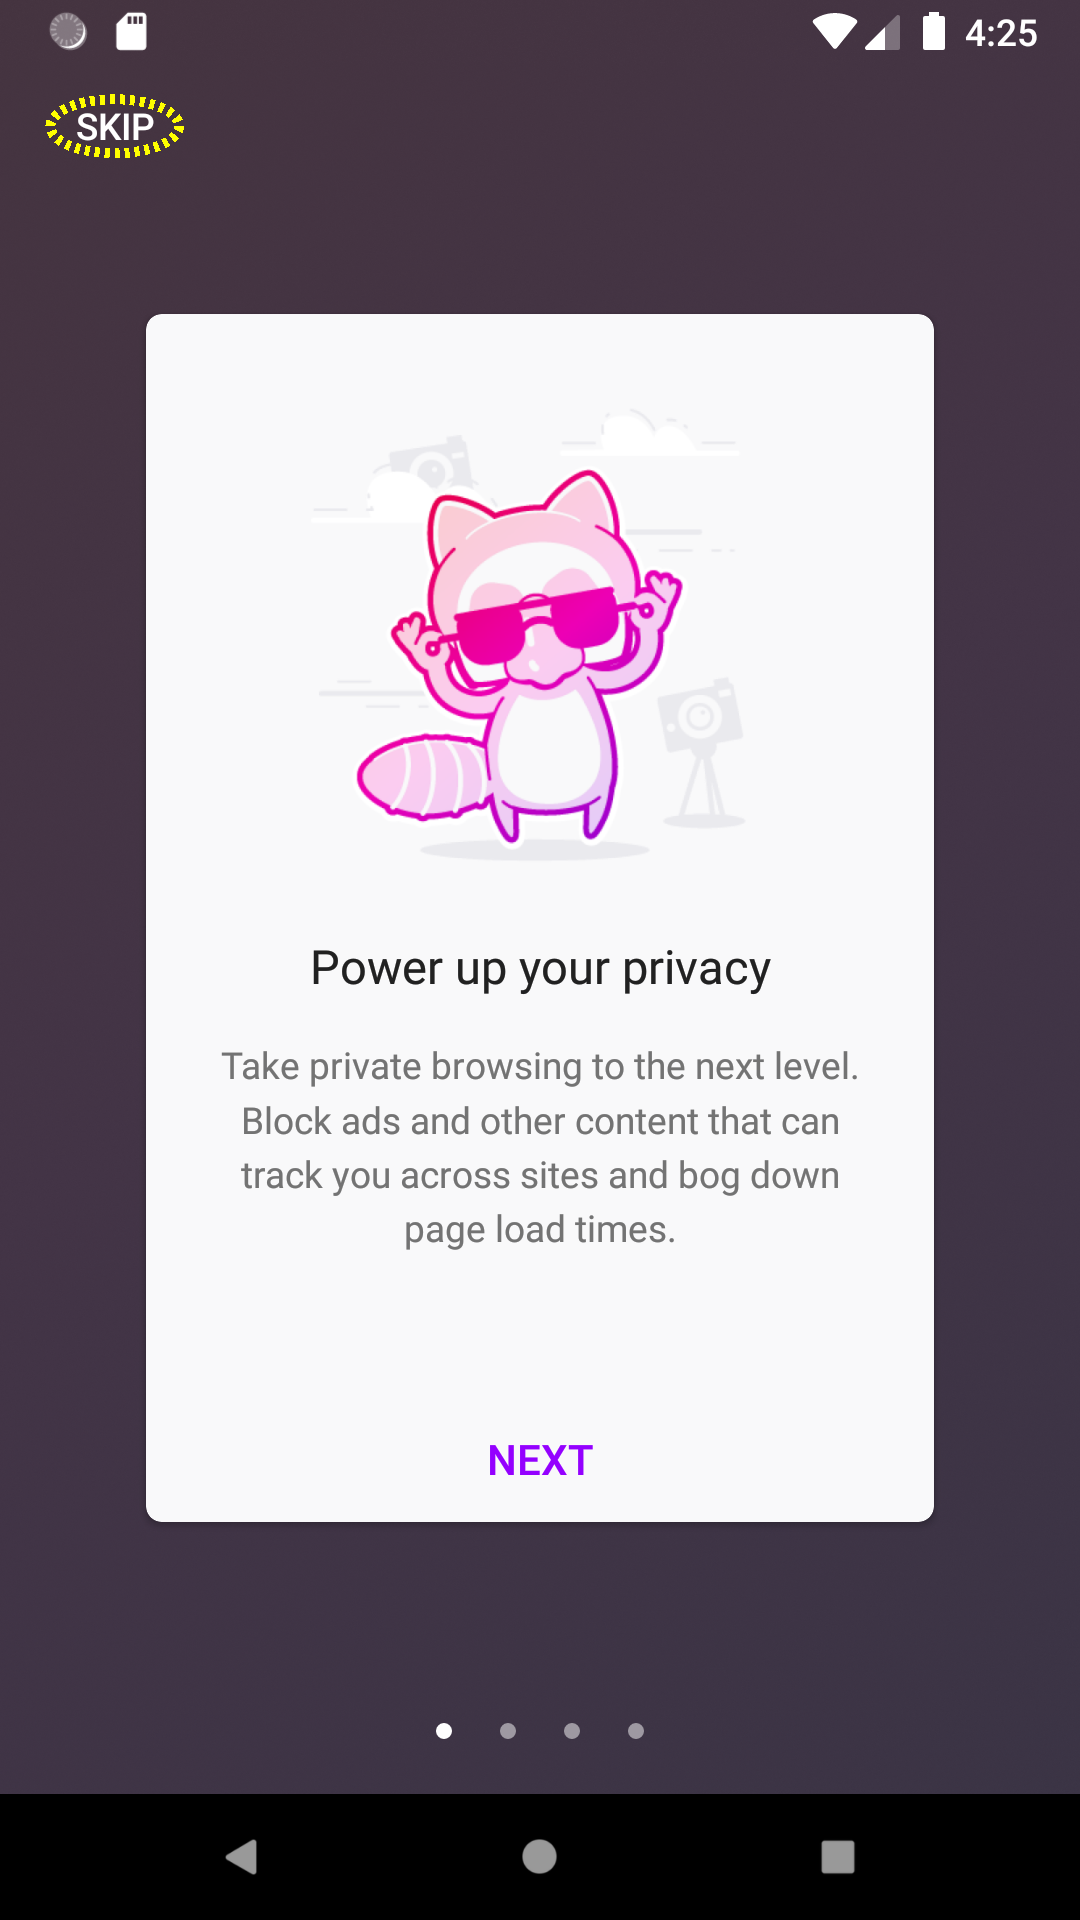 4:25
SKIP
Power up your privacy
Take private browsing to the next level.
Block ads and other content that can
track you across sites and bog down
page load times.
NEXT